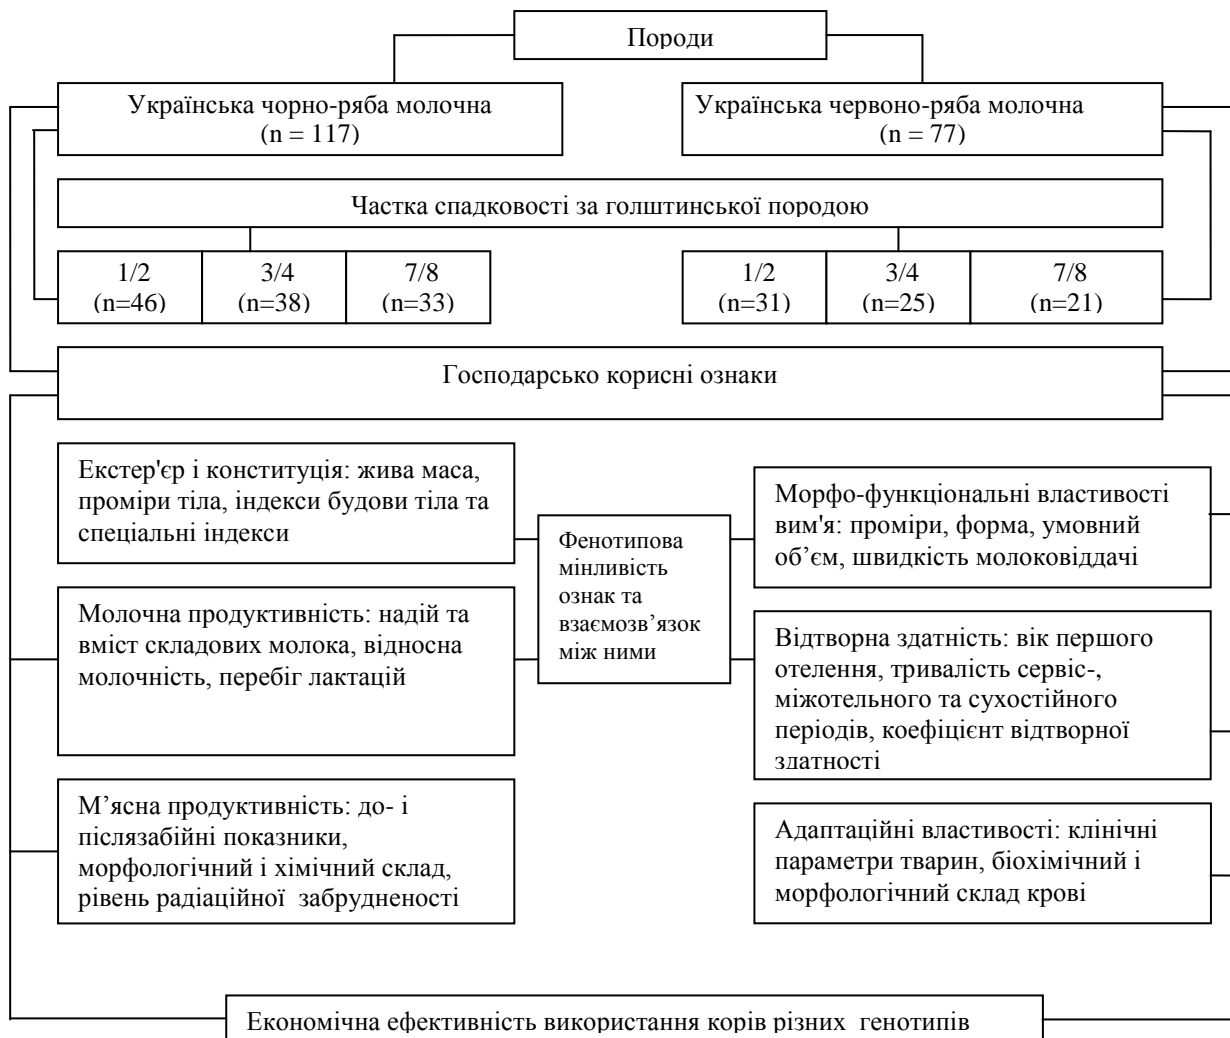 Породи
Українська чорно-ряба молочна
(n = 117)
Українська червоно-ряба молочна
(n = 77)
Частка спадковості за голштинської породою
1/2
(n=46)
3/4
(n=38)
7/8
(n=33)
1/2
(n=31)
3/4
(n=25)
7/8
(n=21)
Господарсько корисні ознаки
Екстер'єр і конституція: жива маса,
проміри тіла, індекси будови тіла та
спеціальні індекси
Молочна продуктивність: надій та
вміст складових молока, відносна
молочність, перебіг лактацій
М’ясна продуктивність: до- і
післязабійні показники,
морфологічний і хімічний склад,
рівень радіаційної забрудненості
Фенотипова
мінливість
ознак та
взаємозв’язок
між ними
Морфо-функціональні властивості
вим'я: проміри, форма, умовний
об’єм, швидкість молоковіддачі
Відтворна здатність: вік першого
отелення, тривалість сервіс-,
міжотельного та сухостійного
періодів, коефіцієнт відтворної
здатності
Адаптаційні властивості: клінічні
параметри тварин, біохімічний і
морфологічний склад крові
Економічна ефективність використання корів різних генотипів